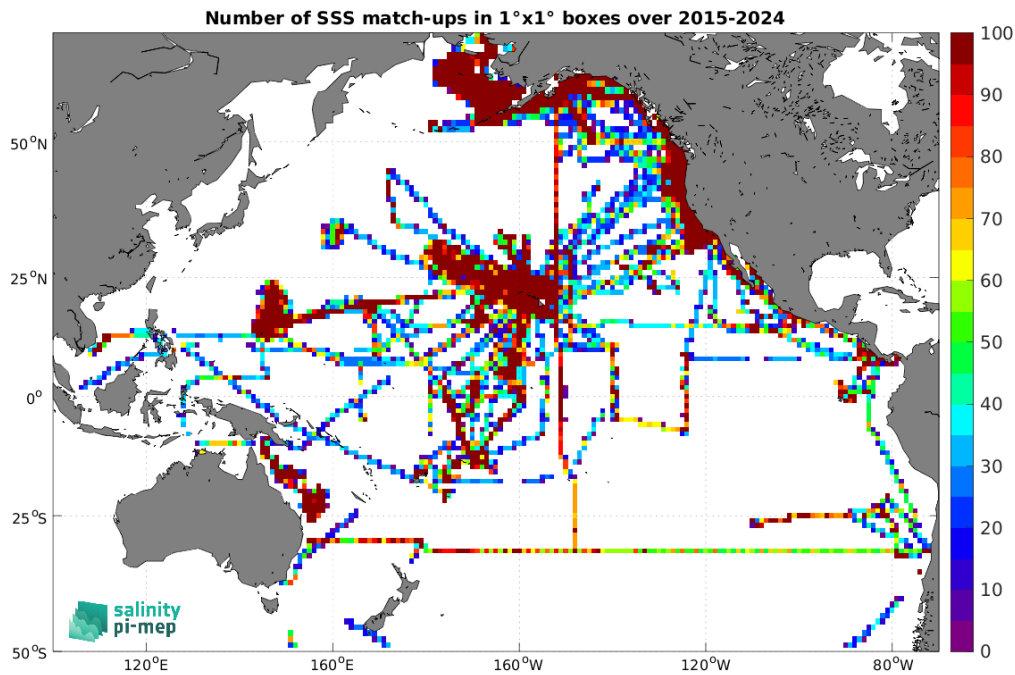 Number of SSS match-ups in 1°x1° boxes over 2015-2024
100
90
80
70
60
50
40
30
20
10
0
50°N
25°N
0°
25°S
50°S
120°E
160°E
160°W
120°W
80°W
salinity
pi-mep